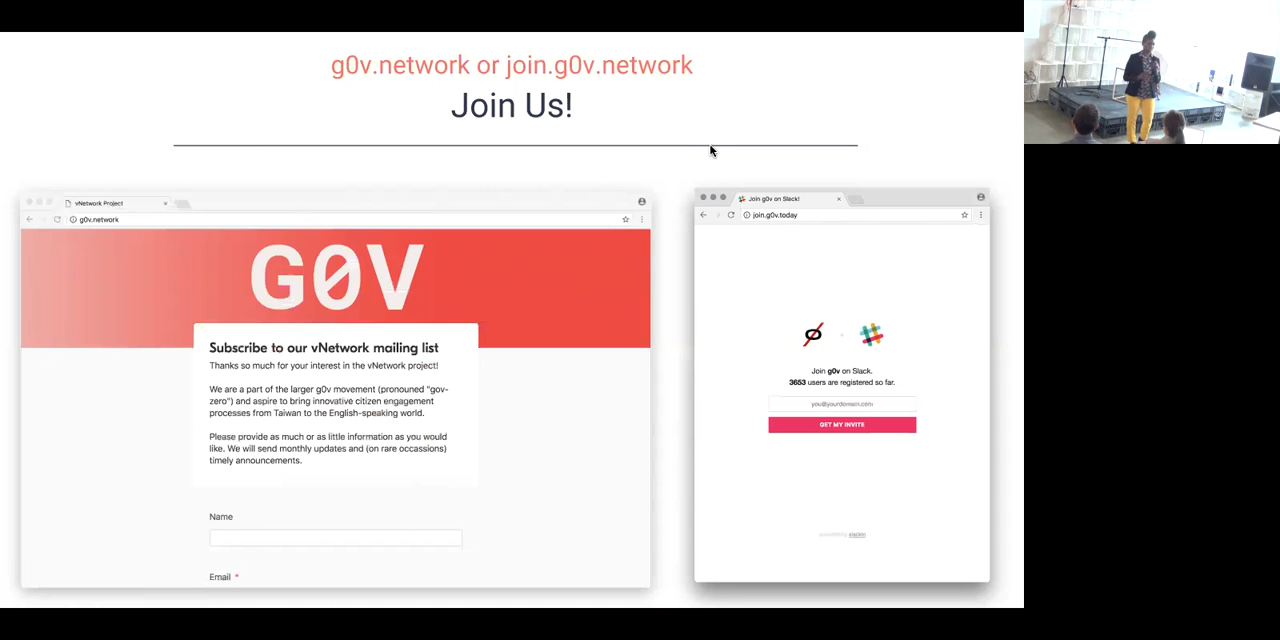 g0v.network or join.g0v.network
Join Us!
vNetwork Project
g0v.network
G0V
Subscribe to our vNetwork mailing list
Thanks so much for your interest in the vNetwork project!
We are a part of the larger g0v movement (pronounced "gov-
zero") and aspire to bring innovative citizen engagement
processes from Taiwan to the English-speaking world.
Please provide as much or as little information as you would
like. We will send monthly updates and (on rare occassions)
timely announcements.
Name
Email *
Join g0v on Slack!
join.g0v.today
Join g0v on Slack.
3653 users are registered so far.
you@yourdomain.com
GET MY INVITE